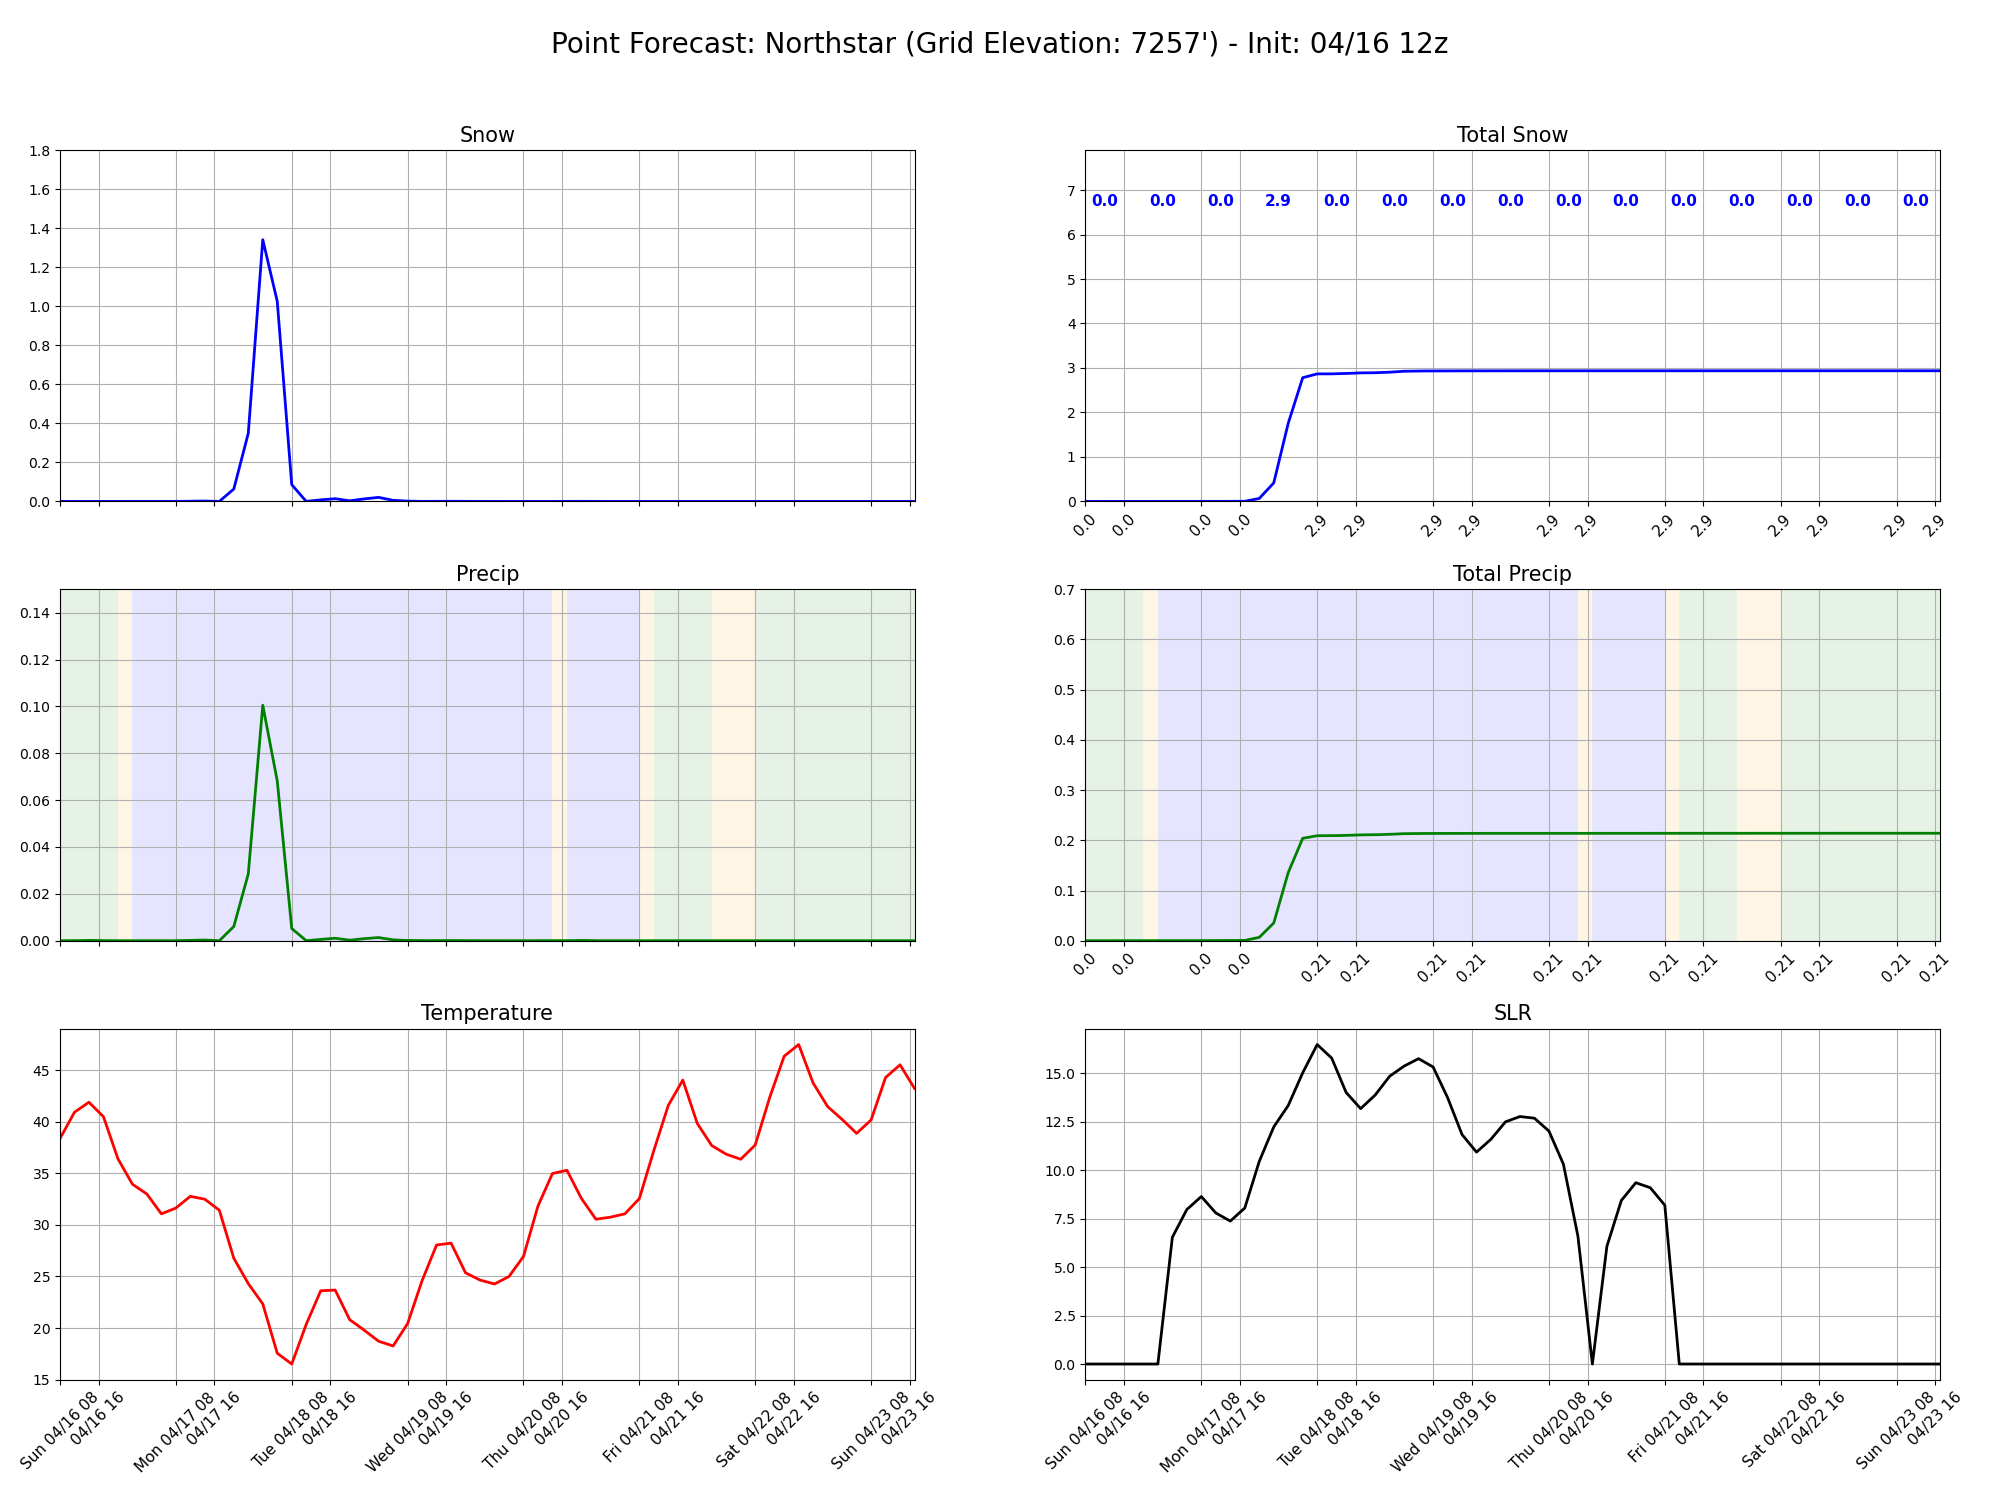 Point Forecast: Northstar (Grid Elevation: 7257') - Init: 04/16 12z
Snow
1.8
1.6
1.4
1.2
1.0
0.8
0.6
0.4
0.2
0.0
Total Snow
0.0 0.0 0.0 2.9 0.0 0.0 0.0 0.0 0.0 0.0 0.0 0.0 0.0 0.0 0.0
7
6
5
4
3
2
1
0
0.0 0.0 0.0 0.0 2.9 2.9 2.9 2.9 2.9 2.9 2.9 2.9 2.9 2.9 2.9 2.9
Precip
0.14
0.12
0.10
0.08
0.06
0.04
0.02
0.00
Total Precip
0.7
0.6
0.5
0.4
0.3
0.2
0.1
0.0
0.0 0.0 0.0 0.0 0.21 0.21 0.21 0.21 0.21 0.21 0.21 0.21 0.21 0.21 0.21 0.21
Temperature
45
40
35
30
25
20
15
Sun 04/16 08
04/16 16
Mon 04/17 08
04/17 16
Tue 04/18 08
04/18 16
Wed 04/19 08
04/19 16
Thu 04/20 08
04/20 16
Fri 04/21 08
04/21 16
Sat 04/22 08
04/22 16
Sun 04/23 08
04/23 16
SLR
15.0
12.5
10.0
7.5
5.0
2.5
0.0
Sun 04/16 08
04/16 16
Mon 04/17 08
04/17 16
Tue 04/18 08
04/18 16
Wed 04/19 08
04/19 16
Thu 04/20 08
04/20 16
Fri 04/21 08
04/21 16
Sat 04/22 08
04/22 16
Sun 04/23 08
04/23 16